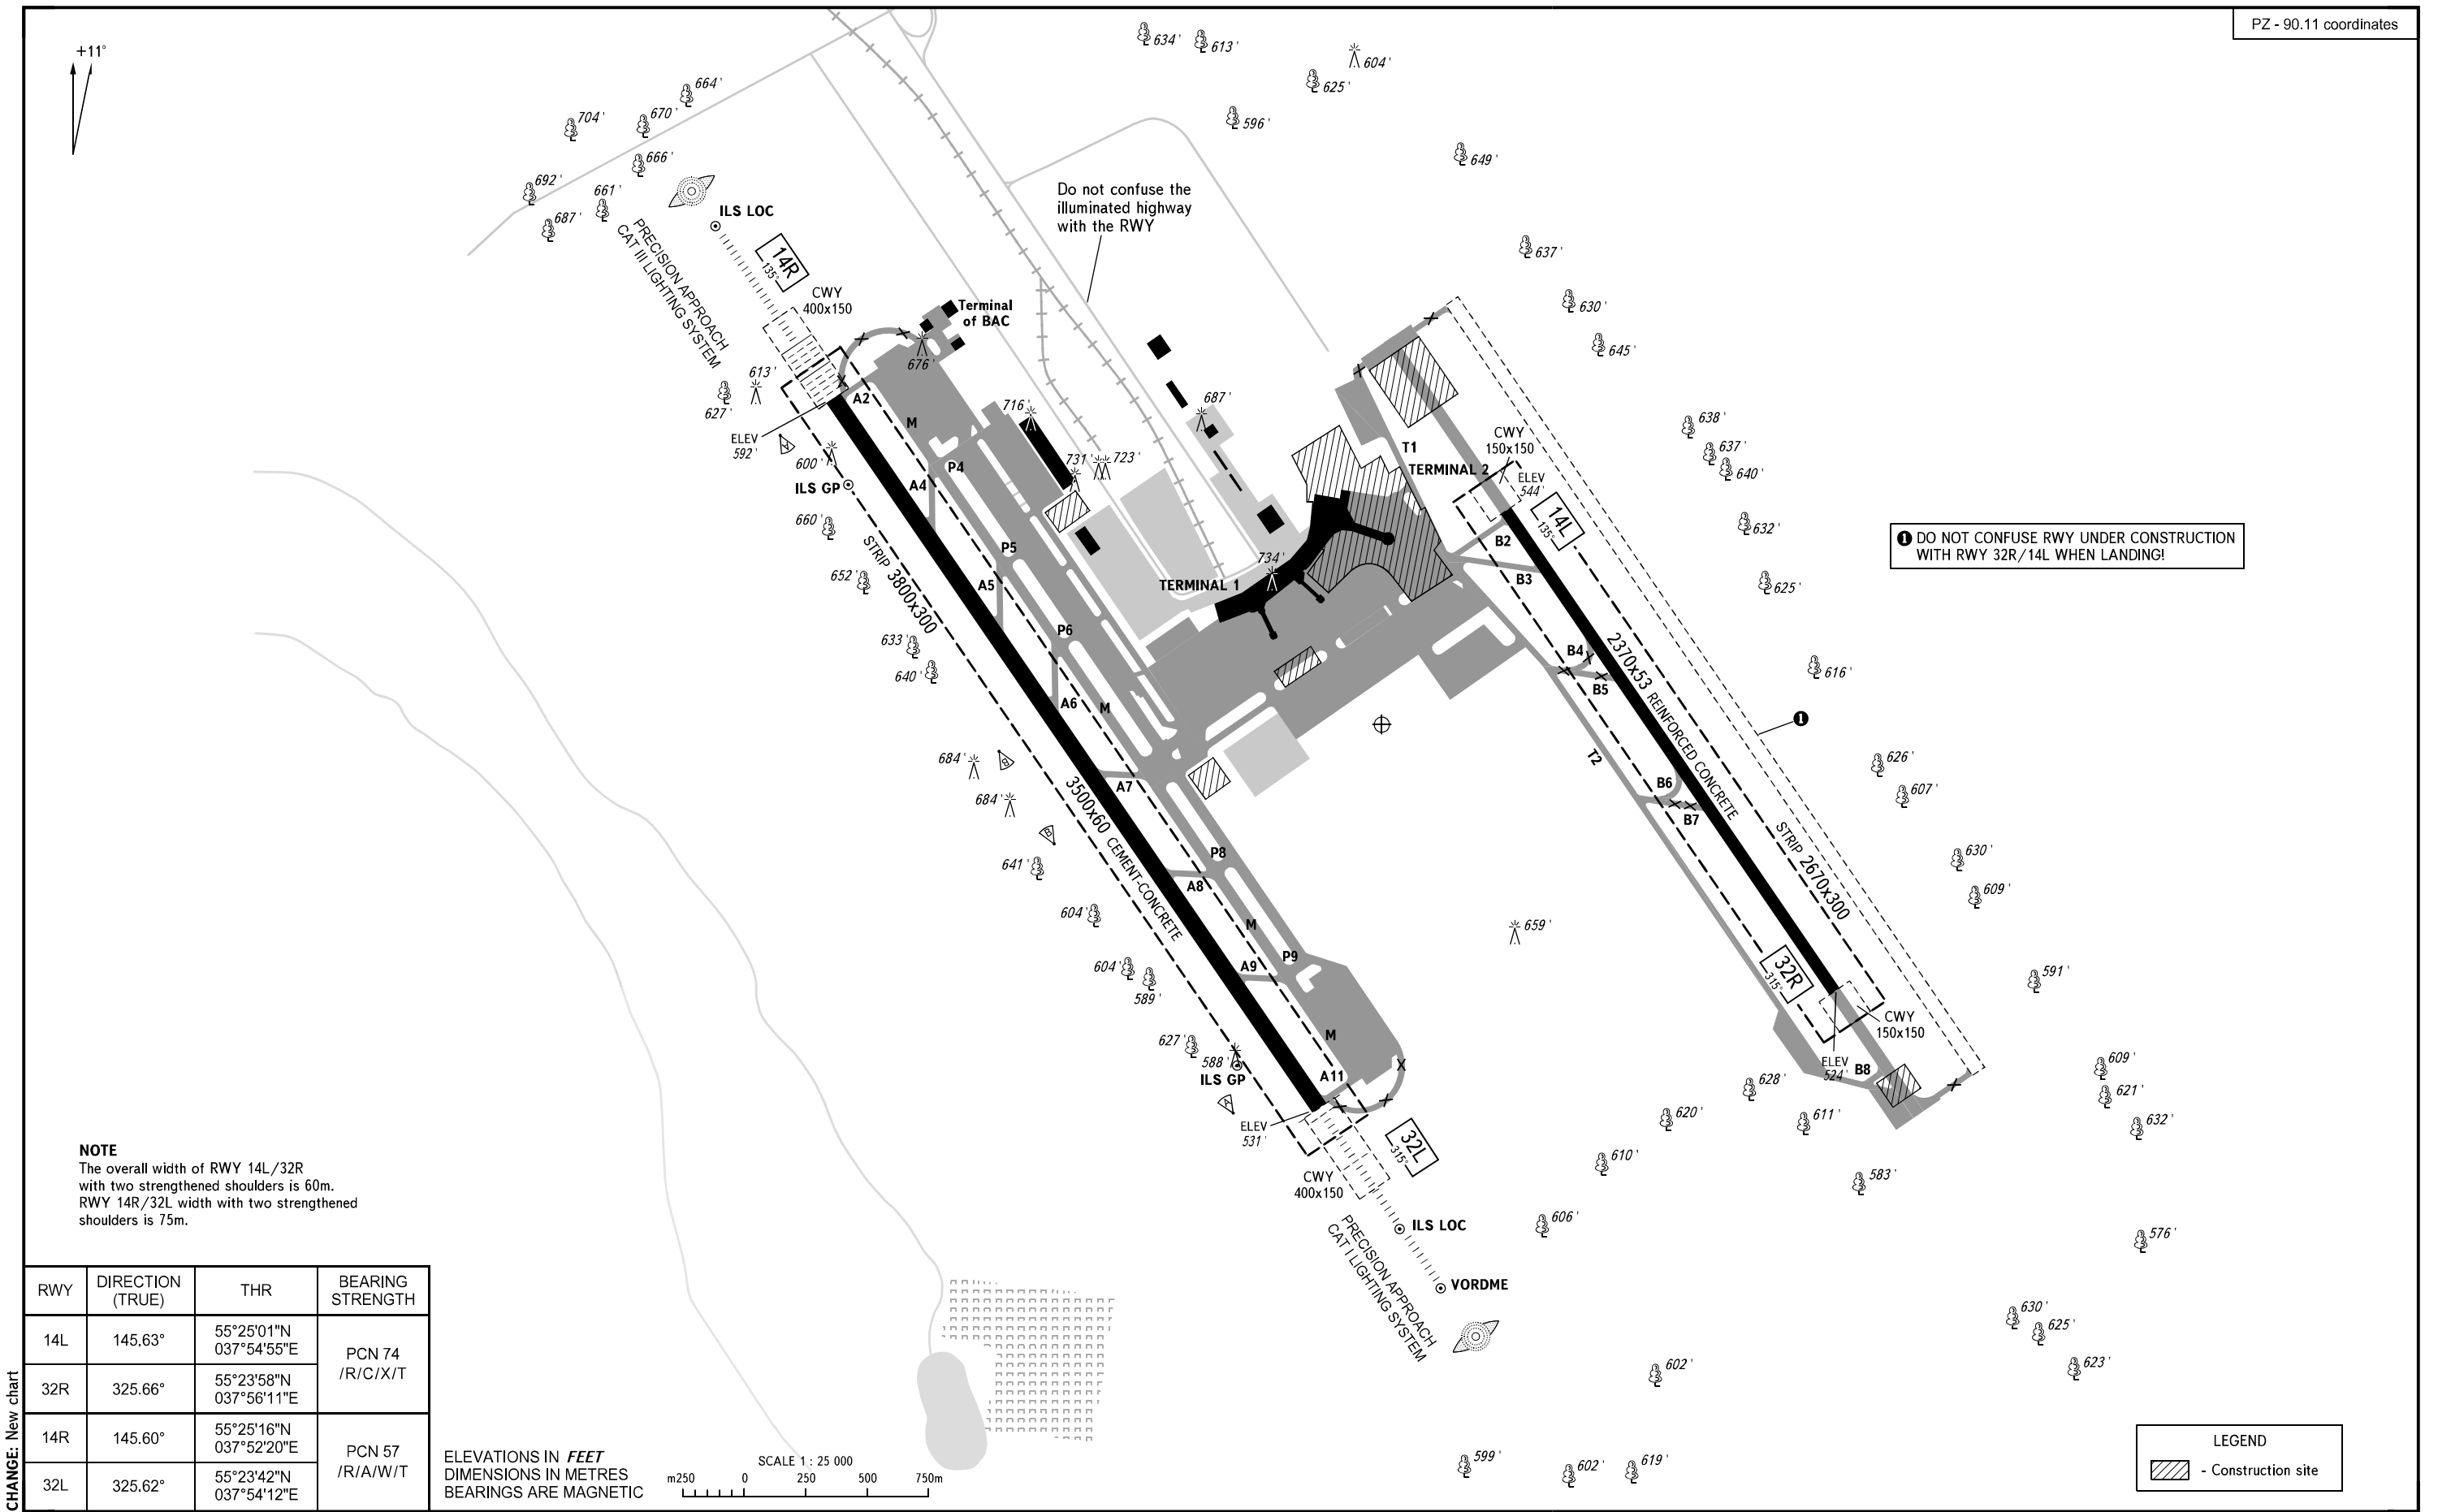 PZ - 90.11 coordinates
+11°
634'
613'
604'
625'
596'
649'
664'
704'
670'
666'
692'
661'
687'
ILS LOC
PRECISION APPROACH
CAT III LIGHTING SYSTEM
14R
135°
CWY
400x150
Do not confuse the
illuminated highway
with the RWY
Terminal
of BAC
676'
637'
630'
645'
613'
627'
A2
M
ELEV
592'
600'
ILS GP
A4
P4
716'
731'
723'
687'
T1
TERMINAL 2
CWY
150x150
ELEV
544'
14L
135°
638'
637'
640'
632'
625'
❶ DO NOT CONFUSE RWY UNDER CONSTRUCTION
WITH RWY 32R/14L WHEN LANDING!
660'
652'
STRIP 3800x300
P5
A5
TERMINAL 1
734'
B2
B3
633'
640'
P6
A6
M
B4
B5
2370x53 REINFORCED CONCRETE
616'
❶
T2
684'
B
684'
B
641'
3500x60 CEMENT-CONCRETE
A7
B6
B7
626'
607'
STRIP 2670x300
630'
609'
P8
A8
M
604'
604'
589'
A9
P9
659'
32R
315°
591'
CWY
150x150
ELEV
524'
B8
627'
588'
ILS GP
A
M
A11
ELEV
531'
32L
315°
CWY
400x150
609'
621'
632'
628'
620'
611'
610'
583'
606'
576'
ILS LOC
VORDME
PRECISION APPROACH
CAT I LIGHTING SYSTEM
630'
625'
623'
602'
599'
602'
619'
NOTE
The overall width of RWY 14L/32R
with two strengthened shoulders is 60m.
RWY 14R/32L width with two strengthened
shoulders is 75m.
RWY DIRECTION (TRUE) THR BEARING STRENGTH
14L 145,63° 55°25'01"N 037°54'55"E PCN 74 /R/C/X/T
32R 325.66° 55°23'58"N 037°56'11"E
14R 145.60° 55°25'16"N 037°52'20"E PCN 57 /R/A/W/T
32L 325.62° 55°23'42"N 037°54'12"E
CHANGE: New chart
ELEVATIONS IN FEET
DIMENSIONS IN METRES
BEARINGS ARE MAGNETIC
SCALE 1 : 25 000
m250 0 250 500 750m
LEGEND
- Construction site